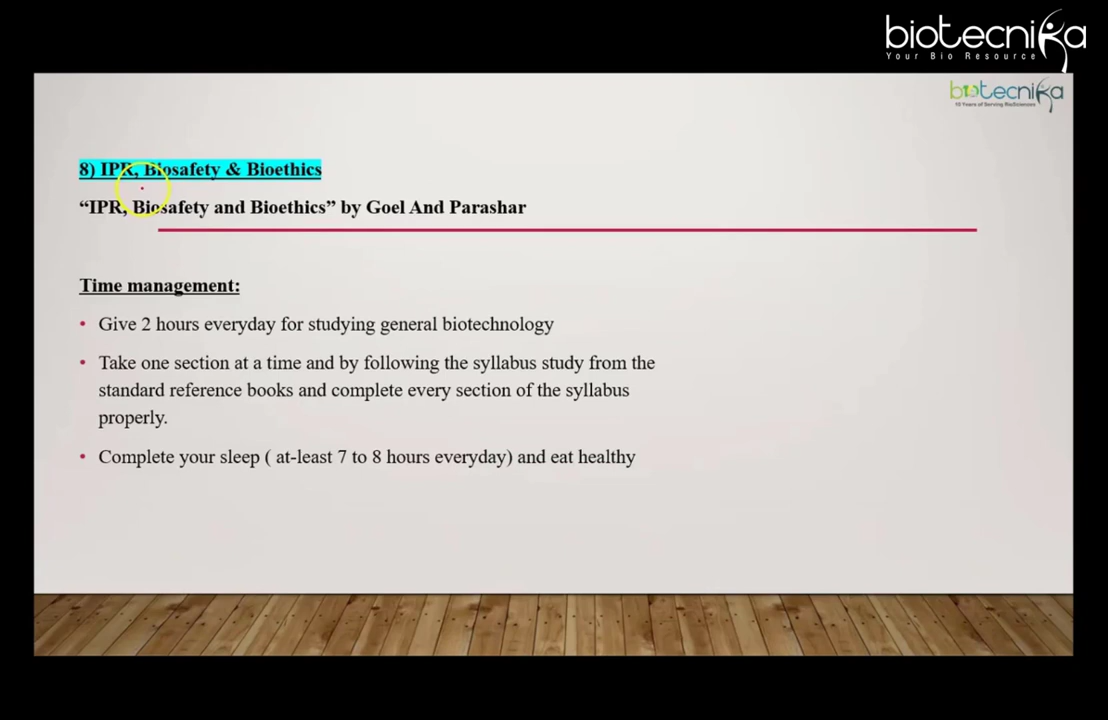 biotecnika
Your Bio Resource
biotecnika
10 Years of Serving BioSciences
8) IPR, Biosafety & Bioethics
“IPR, Biosafety and Bioethics” by Goel And Parashar
Time management:
• Give 2 hours everyday for studying general biotechnology
• Take one section at a time and by following the syllabus study from the
standard reference books and complete every section of the syllabus
properly.
• Complete your sleep ( at-least 7 to 8 hours everyday) and eat healthy